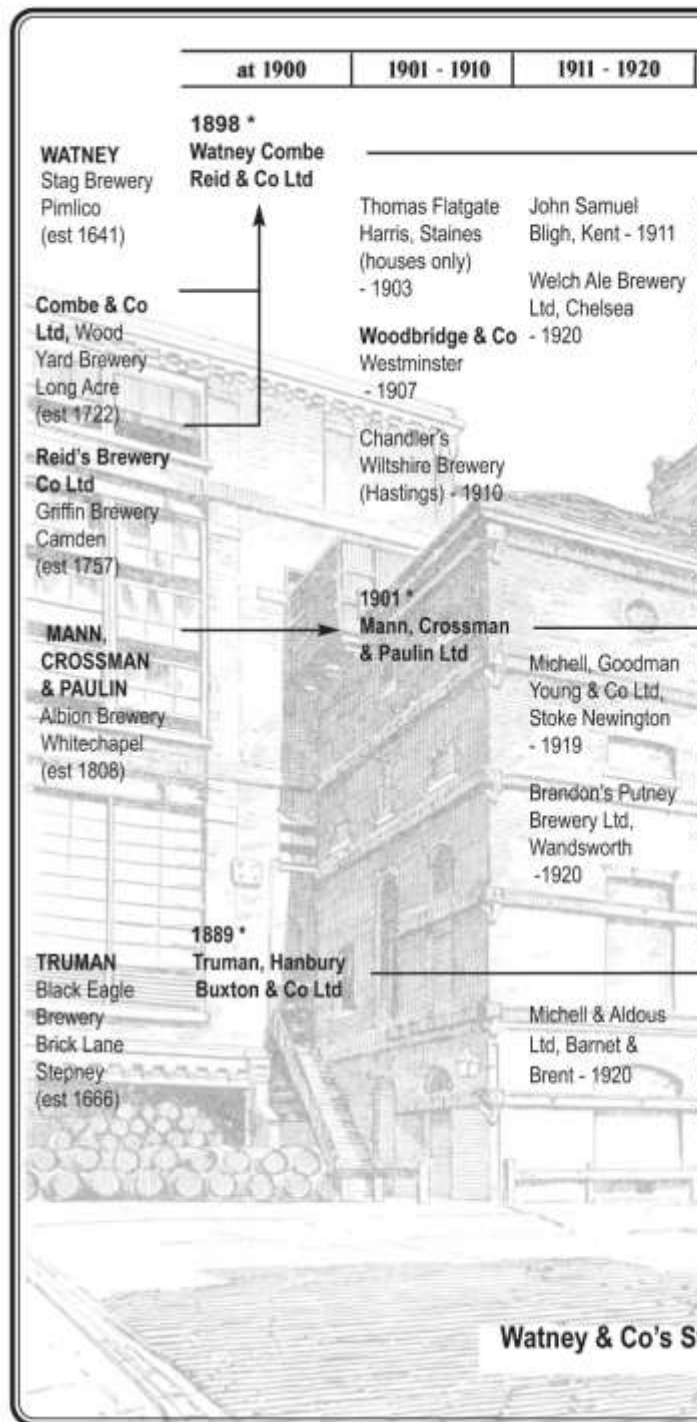 at 1900
1901 - 1910
1911 - 1920
WATNEY
Stag Brewery
Pimlico
(est 1641)
Combe & Co
Ltd, Wood
Yard Brewery
Long Acre
(est 1722)
Reid's Brewery
Co Ltd
Griffin Brewery
Camden
(est 1757)
MANN,
CROSSMAN
& PAULIN
Albion Brewery
Whitechapel
(est 1808)
TRUMAN
Black Eagle
Brewery
Brick Lane
Stepney
(est 1666)
1898 *
Watney Combe
Reid & Co Ltd
1889 *
Truman, Hanbury
Buxton & Co Ltd
Thomas Flatgate
Harris, Staines
(houses only)
- 1903
Woodbridge & Co
Westminster
- 1907
Chandler's
Wiltshire Brewery
(Hastings) - 1910
1901 *
Mann, Crossman
& Paulin Ltd
John Samuel
Bligh, Kent - 1911
Welch Ale Brewery
Ltd, Chelsea
- 1920
Michell, Goodman
Young & Co Ltd,
Stoke Newington
- 1919
Brandon's Putney
Brewery Ltd,
Wandsworth
-1920
Michell & Aldous
Ltd, Barnet &
Brent - 1920
Watney & Co's S